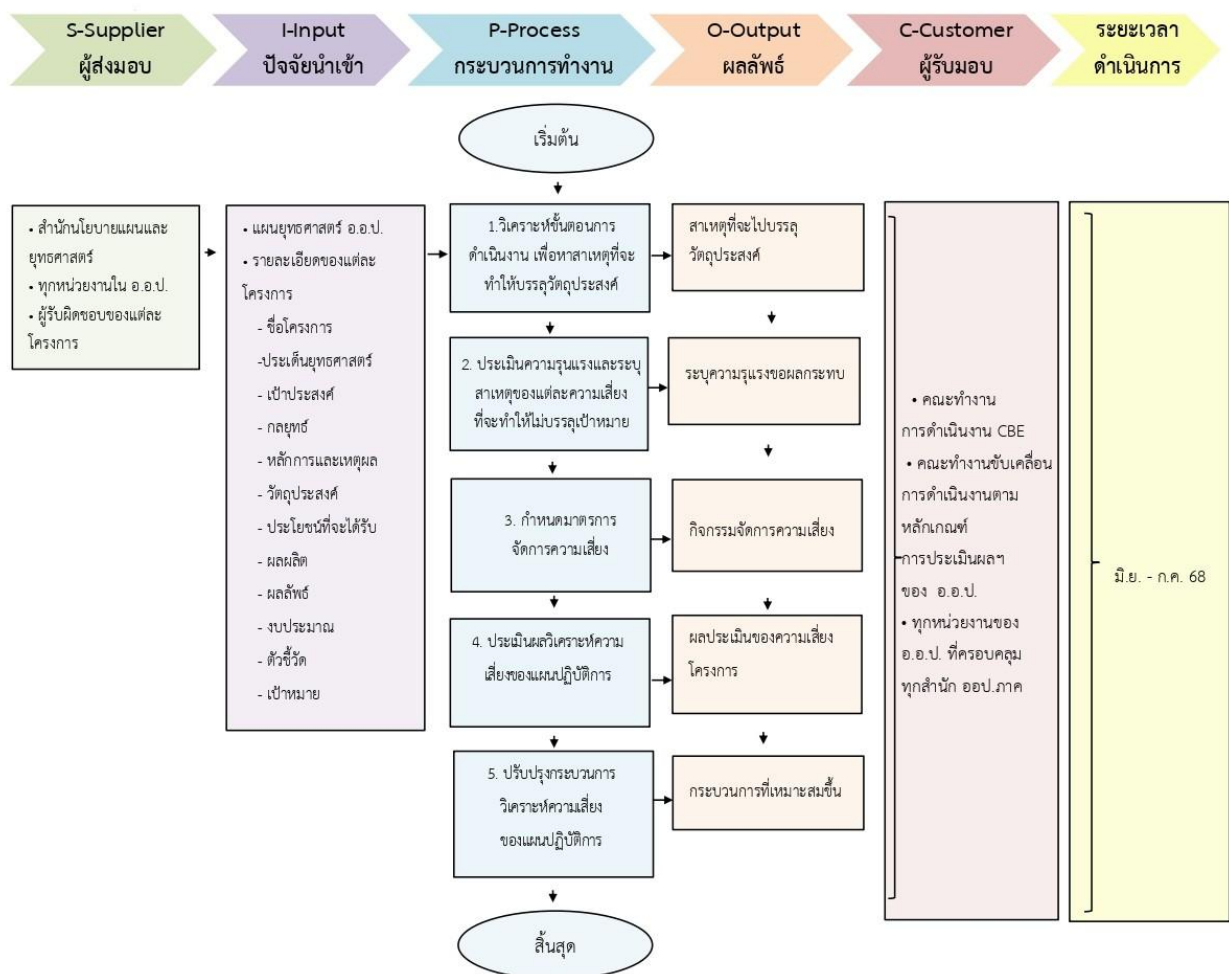 S-Supplier
ผู้ส่งมอบ
I-Input
ปัจจัยนำเข้า
P-Process
กระบวนการทำงาน
O-Output
ผลลัพธ์
C-Customer
ผู้รับมอบ
ระยะเวลา
ดำเนินการ
เริ่มต้น
• สำนักนโยบายแผนและ
ยุทธศาสตร์
• ทุกหน่วยงานใน อ.อ.ป.
• ผู้รับผิดชอบของแต่ละ
โครงการ
• แผนยุทธศาสตร์ อ.อ.ป.
• รายละเอียดของแต่ละ
โครงการ
- ชื่อโครงการ
-ประเด็นยุทธศาสตร์
- เป้าประสงค์
- กลยุทธ์
- หลักการและเหตุผล
- วัตถุประสงค์
- ประโยชน์ที่จะได้รับ
- ผลผลิต
- ผลลัพธ์
- งบประมาณ
- ตัวชี้วัด
- เป้าหมาย
1.วิเคราะห์ขั้นตอนการ
ดำเนินงาน เพื่อหาสาเหตุที่จะ
ทำให้บรรลุวัตถุประสงค์
สาเหตุที่จะไปบรรลุ
วัตถุประสงค์
2. ประเมินความรุนแรงและระบุ
สาเหตุของแต่ละความเสี่ยง
ที่จะทำให้ไม่บรรลุเป้าหมาย
ระบุความรุแรงขอผลกระทบ
3. กำหนดมาตรการ
จัดการความเสี่ยง
กิจกรรมจัดการความเสี่ยง
4. ประเมินผลวิเคราะห์ความ
เสี่ยงของแผนปฏิบัติการ
ผลประเมินของความเสี่ยง
โครงการ
5. ปรับปรุงกระบวนการ
วิเคราะห์ความเสี่ยง
ของแผนปฏิบัติการ
กระบวนการที่เหมาะสมขึ้น
สิ้นสุด
• คณะทำงาน
การดำเนินงาน CBE
• คณะทำงานขับเคลื่อน
การดำเนินงานตาม
หลักเกณฑ์
การประเมินผลฯ
ของ อ.อ.ป.
• ทุกหน่วยงานของ
อ.อ.ป. ที่ครอบคลุม
ทุกสำนัก ออป.ภาค
มิ.ย. - ก.ค. 68